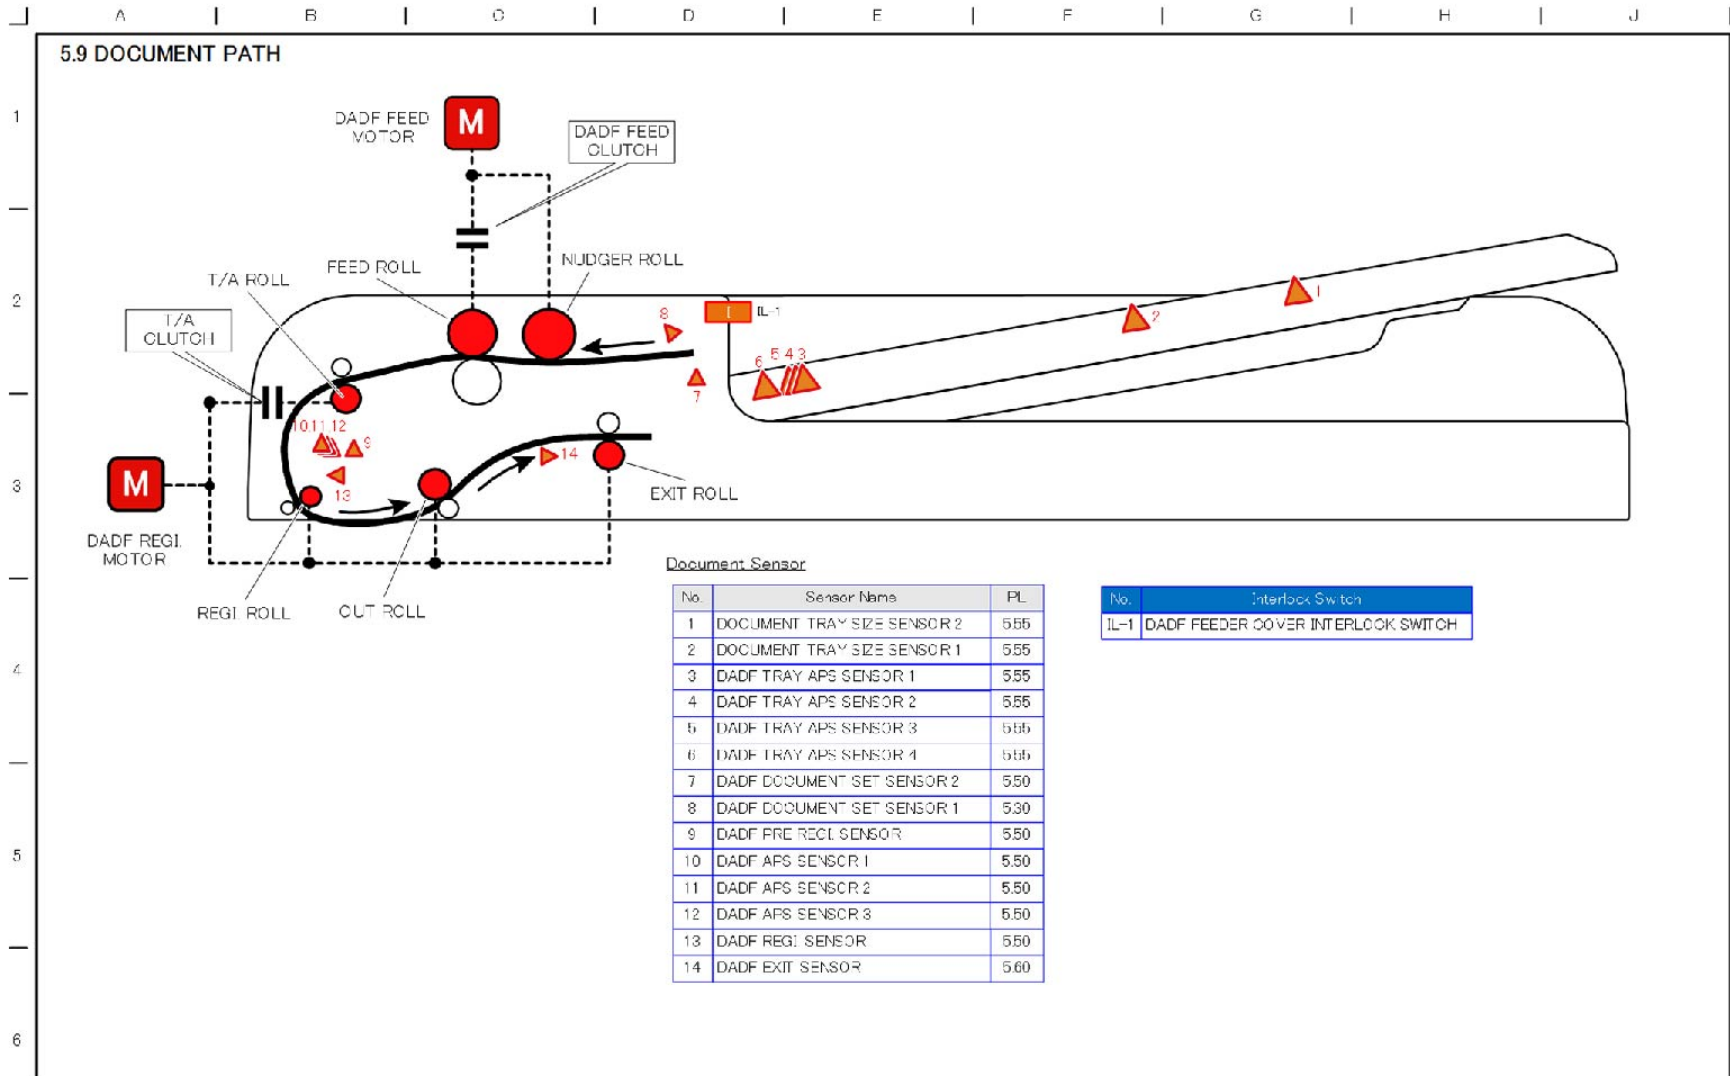 A B C D E F G H J
5.9 DOCUMENT PATH
1
2
3
4
5
6
DADF FEED
MOTOR
M
DADF FEED
CLUTCH
T/A ROLL
FEED ROLL
NUDGER ROLL
T/A
CLUTCH
8
I
IL-1
1
2
6
5
4
3
7
10
11
12
9
13
14
M
DADF REGI.
MOTOR
EXIT ROLL
REGI. ROLL
OUT ROLL
Document Sensor
No. Sensor Name PL
1 DOCUMENT TRAY SIZE SENSOR 2 5.55
2 DOCUMENT TRAY SIZE SENSOR 1 5.55
3 DADF TRAY APS SENSOR 1 5.55
4 DADF TRAY APS SENSOR 2 5.55
5 DADF TRAY APS SENSOR 3 5.55
6 DADF TRAY APS SENSOR 4 5.55
7 DADF DOCUMENT SET SENSOR 2 5.50
8 DADF DOCUMENT SET SENSOR 1 5.30
9 DADF PRE REGI. SENSOR 5.50
10 DADF APS SENSOR 1 5.50
11 DADF APS SENSOR 2 5.50
12 DADF APS SENSOR 3 5.50
13 DADF REGI. SENSOR 5.50
14 DADF EXIT SENSOR 5.60
No. Interlock Switch
IL-1 DADF FEEDER COVER INTERLOCK SWITCH